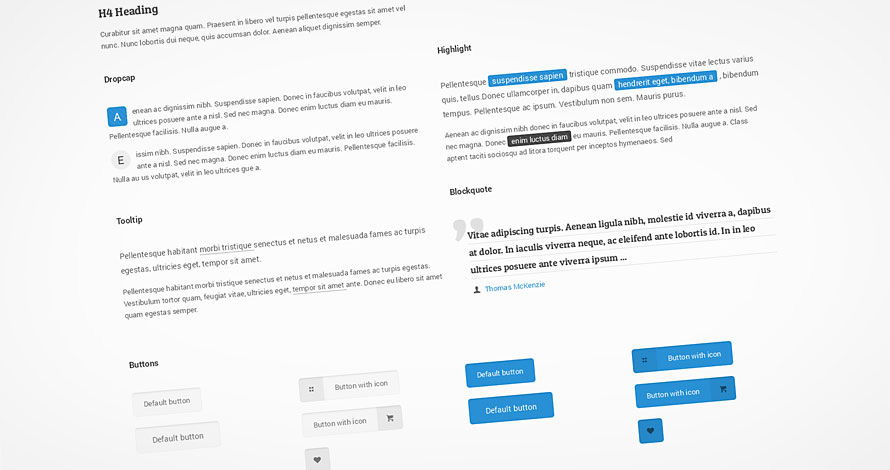 H4 Heading
Curabitur sit amet magna quam. Praesent in libero vel turpis pellentesque egestas sit amet vel
nunc. Nunc lobortis dui neque, quis accumsan dolor. Aenean aliquet dignissim semper.
Dropcap
A enean ac dignissim nibh. Suspendisse sapien. Donec in faucibus volutpat, velit in leo
ultrices posuere ante a nisl. Sed nec magna. Donec enim luctus diam eu mauris.
Pellentesque facilisis. Nulla augue a.
E issim nibh. Suspendisse sapien. Donec in faucibus volutpat, velit in leo ultrices posuere
ante a nisl. Sed nec magna. Donec enim luctus diam eu mauris. Pellentesque facilisis.
Nulla au us volutpat, velit in leo ultrices gue a.
Tooltip
Pellentesque habitant morbi tristique senectus et netus et malesuada fames ac turpis
egestas, ultricies eget, tempor sit amet.
Pellentesque habitant morbi tristique senectus et netus et malesuada fames ac turpis egestas.
Vestibulum tortor quam, feugiat vitae, ultricies eget, tempor sit amet ante. Donec eu libero sit amet
quam egestas semper.
Highlight
Pellentesque suspendisse sapien tristique commodo. Suspendisse vitae lectus varius
quis, tellus.Donec ullamcorper in, dapibus quam hendrerit eget, bibendum a , bibendum
tempus. Pellentesque ac ipsum. Vestibulum non sem. Mauris purus.
Aenean ac dignissim nibh donec in faucibus volutpat, velit in leo ultrices posuere ante a nisl. Sed
nec magna. Donec enim luctus diam eu mauris. Pellentesque facilisis. Nulla augue a. Class
aptent taciti sociosqu ad litora torquent per inceptos hymenaeos. Sed
Blockquote
” Vitae adipiscing turpis. Aenean ligula nibh, molestie id viverra a, dapibus
at dolor. In iaculis viverra neque, ac eleifend ante lobortis id. In in leo
ultrices posuere ante viverra ipsum ...
Thomas McKenzie
Buttons
Default button
Default button
Button with icon
Button with icon
Default button
Default button
Button with icon
Button with icon